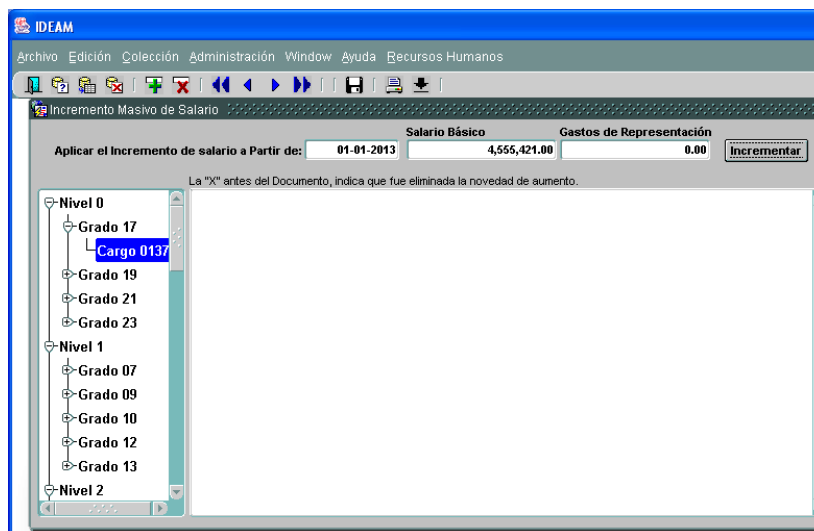 IDEAM
Archivo Edición Colección Administración Window Ayuda Recursos Humanos
Incremento Masivo de Salario
Salario Básico Gastos de Representación
Aplicar el Incremento de salario a Partir de: 01-01-2013 4,555,421.00 0.00 Incrementar
La "X" antes del Documento, indica que fue eliminada la novedad de aumento.
Nivel 0
Grado 17
Cargo 0137
Grado 19
Grado 21
Grado 23
Nivel 1
Grado 07
Grado 09
Grado 10
Grado 12
Grado 13
Nivel 2